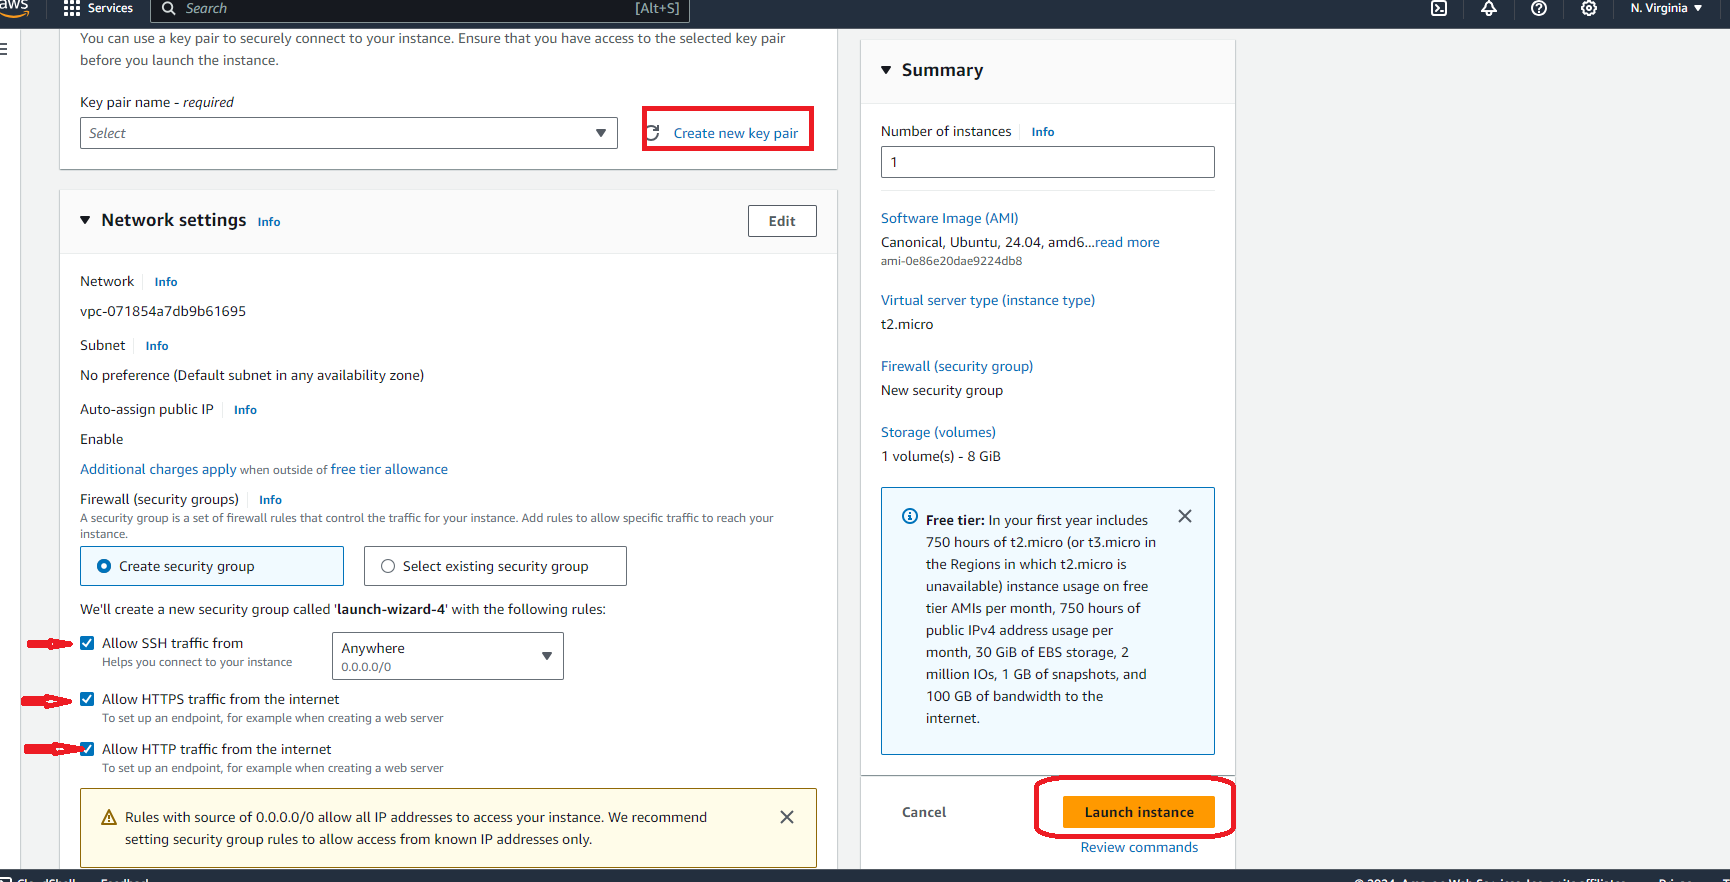 aws
Services
Search
[Alt+S]
N. Virginia
You can use a key pair to securely connect to your instance. Ensure that you have access to the selected key pair
before you launch the instance.
Key pair name - required
Select
Create new key pair
Network settings Info
Edit
Network Info
vpc-071854a7db9b61695
Subnet Info
No preference (Default subnet in any availability zone)
Auto-assign public IP Info
Enable
Additional charges apply when outside of free tier allowance
Firewall (security groups) Info
A security group is a set of firewall rules that control the traffic for your instance. Add rules to allow specific traffic to reach your
instance.
Create security group
Select existing security group
We'll create a new security group called 'launch-wizard-4' with the following rules:
Allow SSH traffic from
Helps you connect to your instance
Anywhere
0.0.0.0/0
Allow HTTPS traffic from the internet
To set up an endpoint, for example when creating a web server
Allow HTTP traffic from the internet
To set up an endpoint, for example when creating a web server
Rules with source of 0.0.0.0/0 allow all IP addresses to access your instance. We recommend
setting security group rules to allow access from known IP addresses only.
Summary
Number of instances Info
1
Software Image (AMI)
Canonical, Ubuntu, 24.04, amd6...read more
ami-0e86e20dae9224db8
Virtual server type (instance type)
t2.micro
Firewall (security group)
New security group
Storage (volumes)
1 volume(s) - 8 GiB
Free tier: In your first year includes
750 hours of t2.micro (or t3.micro in
the Regions in which t2.micro is
unavailable) instance usage on free
tier AMIs per month, 750 hours of
public IPv4 address usage per
month, 30 GiB of EBS storage, 2
million IOs, 1 GB of snapshots, and
100 GB of bandwidth to the
internet.
Cancel
Launch instance
Review commands
CloudShell Feedback